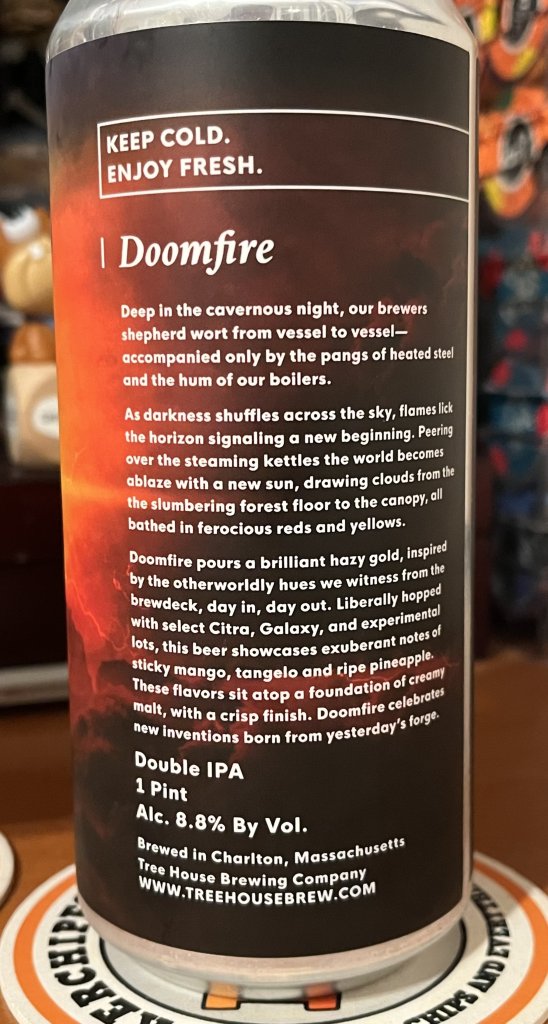 KEEP COLD.
ENJOY FRESH.
Doomfire
Deep in the cavernous night, our brewers
shepherd wort from vessel to vessel—
accompanied only by the pangs of heated steel
and the hum of our boilers.
As darkness shuffles across the sky, flames lick
the horizon signaling a new beginning. Peering
over the steaming kettles the world becomes
ablaze with a new sun, drawing clouds from the
the slumbering forest floor to the canopy, all
bathed in ferocious reds and yellows.
Doomfire pours a brilliant hazy gold, inspired
by the otherworldly hues we witness from the
brewdeck, day in, day out. Liberally hopped
with select Citra, Galaxy, and experimental
lots, this beer showcases exuberant notes of
sticky mango, tangelo and ripe pineapple.
These flavors sit atop a foundation of creamy
malt, with a crisp finish. Doomfire celebrates
new inventions born from yesterday's forge.
Double IPA
1 Pint
Alc. 8.8% By Vol.
Brewed in Charlton, Massachusetts
Tree House Brewing Company
WWW.TREEHOUSEBREW.COM